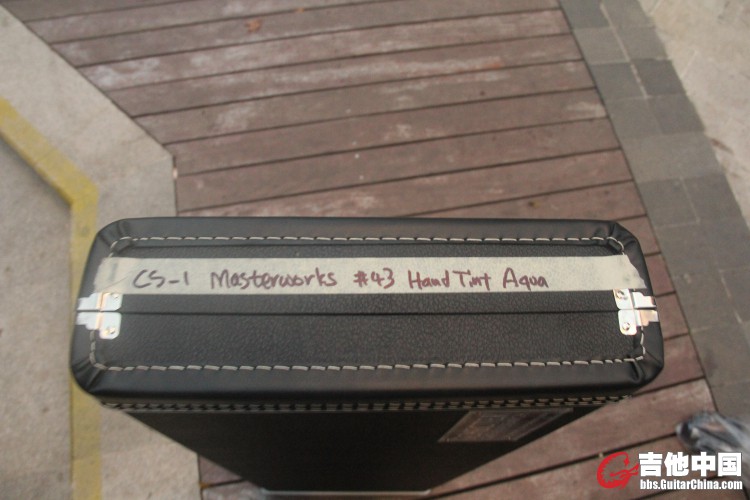 CS-1 Masterworks #43 Hand Tint Aqua
吉他中国
bbs.GuitarChina.com